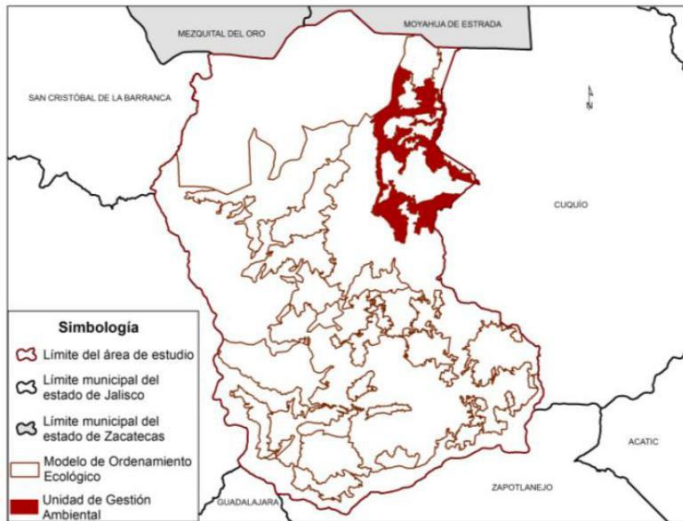 MEZQUITAL DEL ORO
MOYAHUA DE ESTRADA
SAN CRISTÓBAL DE LA BARRANCA
N
CUQUÍO
Simbología
Límite del área de estudio
Límite municipal del
estado de Jalisco
Límite municipal del
estado de Zacatecas
Modelo de Ordenamiento
Ecológico
Unidad de Gestión
Ambiental
GUADALAJARA
ZAPOTLANEJO
ACATIC